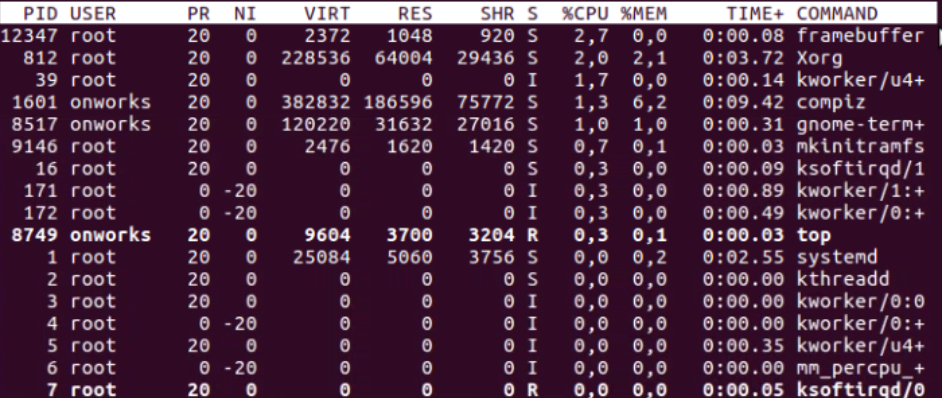 PID USER PR NI VIRT RES SHR S %CPU %MEM TIME+ COMMAND
12347 root 20 0 2372 1048 920 S 2,7 0,0 0:00.08 framebuffer
812 root 20 0 228536 64004 29436 S 2,0 2,1 0:03.72 Xorg
39 root 20 0 0 0 0 I 1,7 0,0 0:00.14 kworker/u4+
1601 onworks 20 0 382832 186596 75772 S 1,3 6,2 0:09.42 compiz
8517 onworks 20 0 120220 31632 27016 S 1,0 1,0 0:00.31 gnome-term+
9146 root 20 0 2476 1620 1420 S 0,7 0,1 0:00.03 mkinitramfs
16 root 20 0 0 0 0 S 0,3 0,0 0:00.09 ksoftirqd/1
171 root 0 -20 0 0 0 I 0,3 0,0 0:00.89 kworker/1:+
172 root 0 -20 0 0 0 I 0,3 0,0 0:00.49 kworker/0:+
8749 onworks 20 0 9604 3700 3204 R 0,3 0,1 0:00.03 top
1 root 20 0 25084 5060 3756 S 0,0 0,2 0:02.55 systemd
2 root 20 0 0 0 0 S 0,0 0,0 0:00.00 kthreadd
3 root 20 0 0 0 0 I 0,0 0,0 0:00.00 kworker/0:0
4 root 0 -20 0 0 0 I 0,0 0,0 0:00.00 kworker/0:+
5 root 20 0 0 0 0 I 0,0 0,0 0:00.35 kworker/u4+
6 root 0 -20 0 0 0 I 0,0 0,0 0:00.00 mm_percpu_+
7 root 20 0 0 0 0 R 0,0 0,0 0:00.05 ksoftirqd/0